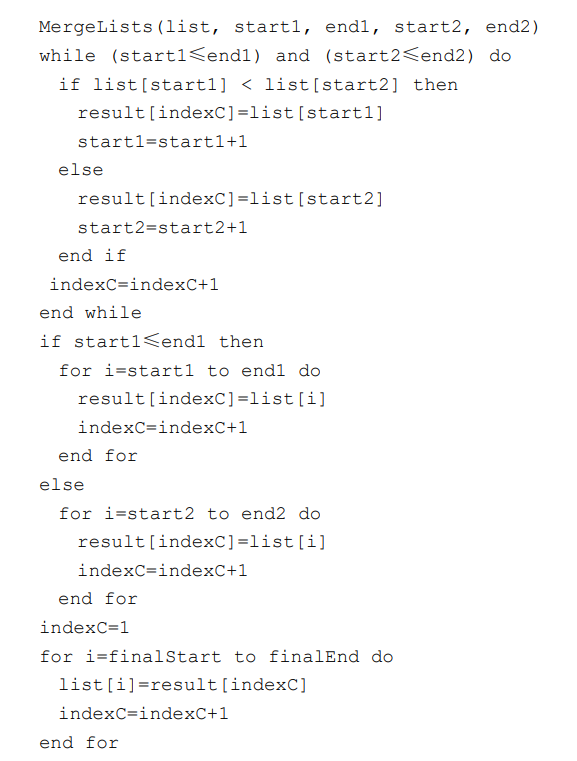 MergeLists(list, start1, end1, start2, end2)
while (start1⩽end1) and (start2⩽end2) do
  if list[start1] < list[start2] then
    result[indexC]=list[start1]
    start1=start1+1
  else
    result[indexC]=list[start2]
    start2=start2+1
  end if
 indexC=indexC+1
end while
if start1⩽end1 then
  for i=start1 to end1 do
    result[indexC]=list[i]
    indexC=indexC+1
  end for
else
  for i=start2 to end2 do
    result[indexC]=list[i]
    indexC=indexC+1
  end for
indexC=1
for i=finalStart to finalEnd do
  list[i]=result[indexC]
  indexC=indexC+1
end for